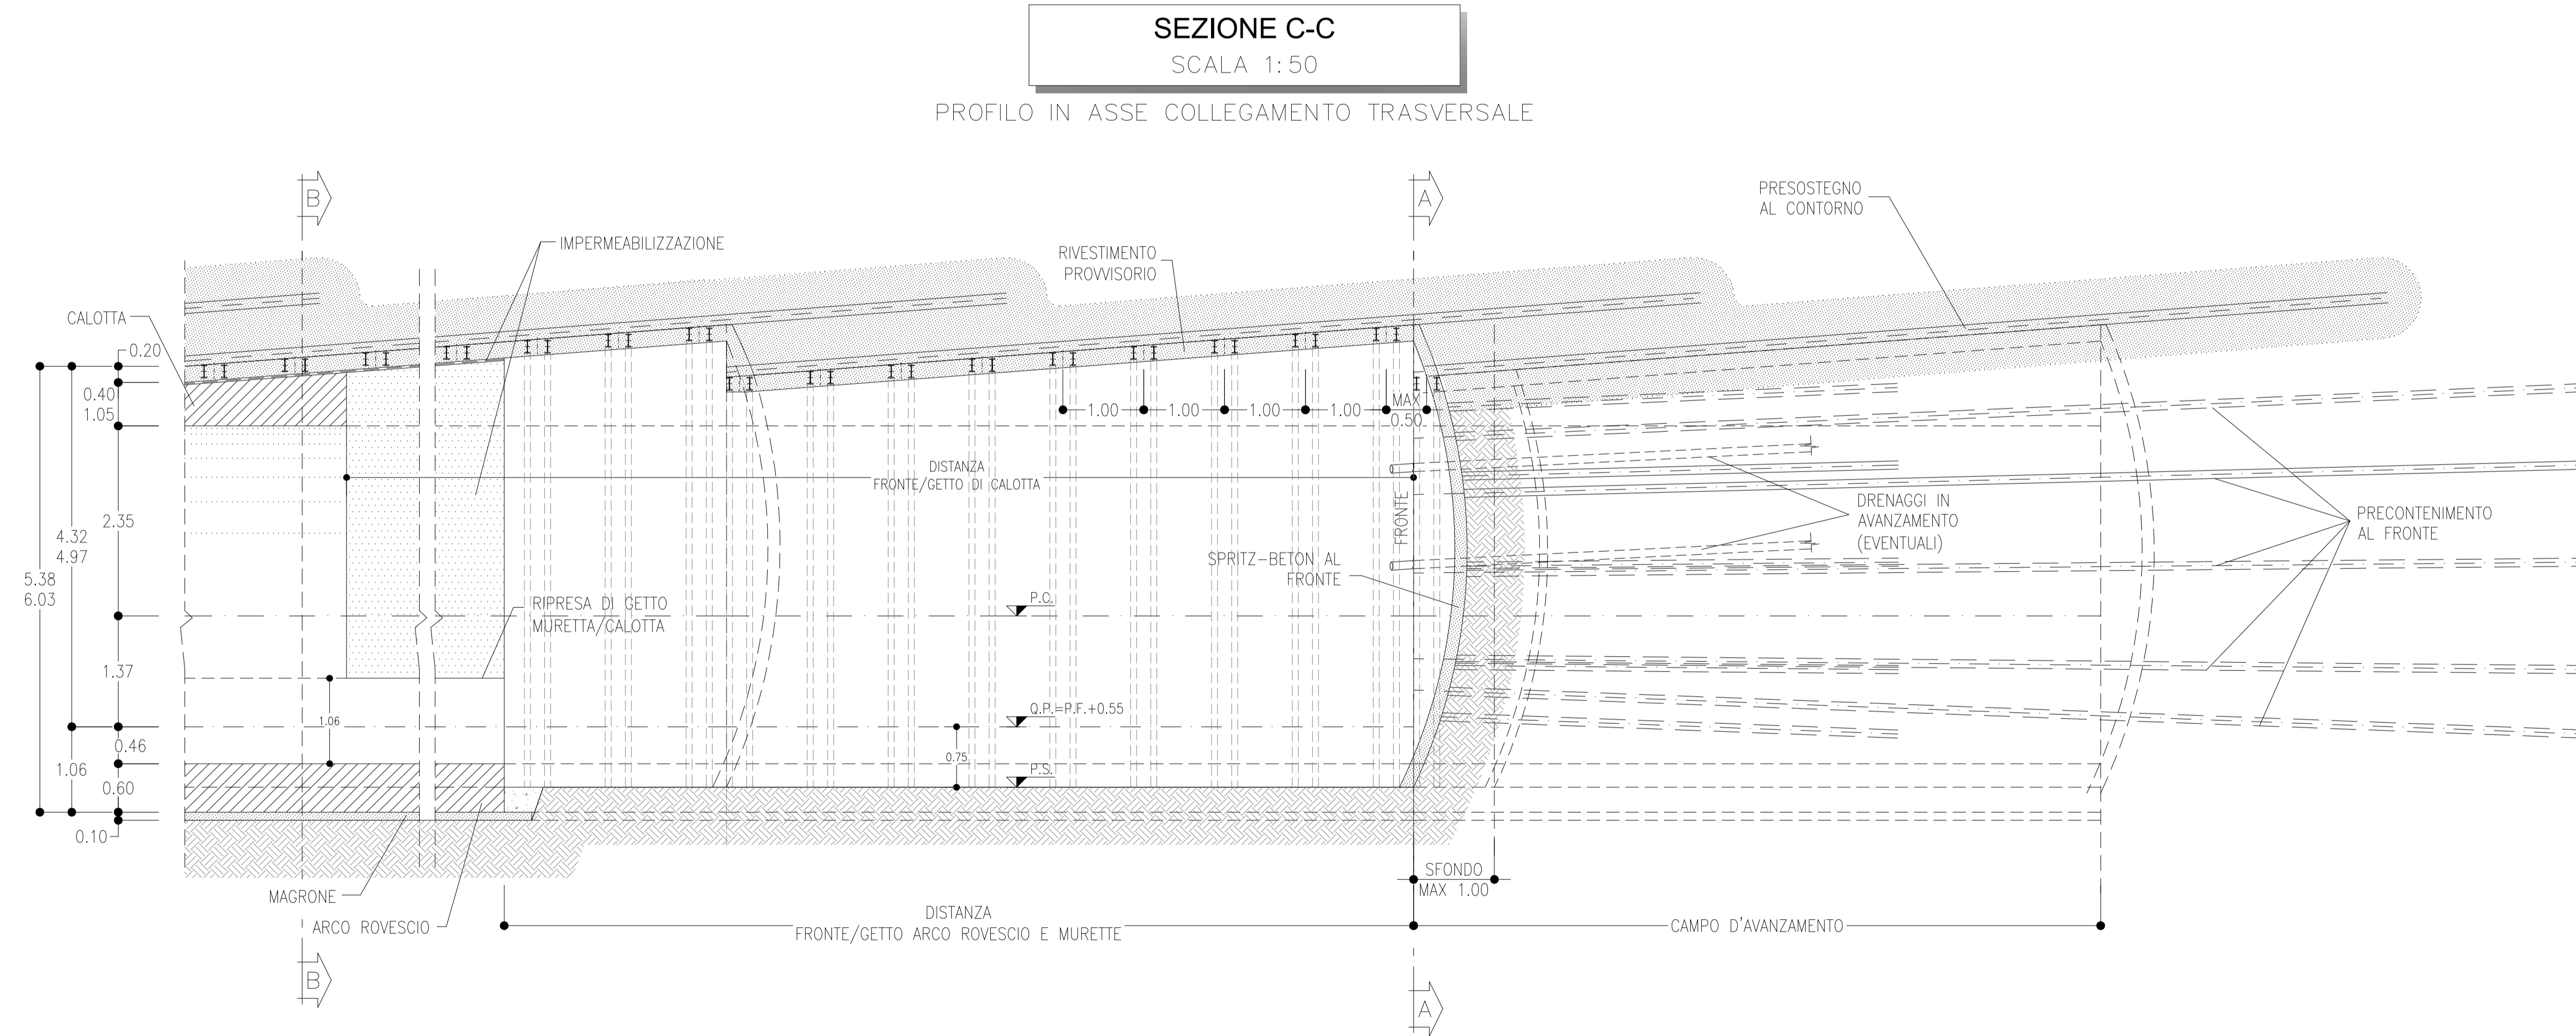 SEZIONE C-C
SCALA 1:50
PROFILO IN ASSE COLLEGAMENTO TRASVERSALE
B
A
PRESOSTEGNO
AL CONTORNO
IMPERMEABILIZZAZIONE
RIVESTIMENTO
PROVVISORIO
CALOTTA
0.20
0.40
1.05
1.00
1.00
1.00
1.00
MAX
0.50
DISTANZA
FRONTE/GETTO DI CALOTTA
FRONTE
DRENAGGI IN
AVANZAMENTO
(EVENTUALI)
PRECONTENIMENTO
AL FRONTE
2.35
4.32
4.97
5.38
6.03
SPRITZ-BETON AL
FRONTE
RIPRESA DI GETTO
MURETTA/CALOTTA
P.C.
1.37
1.06
Q.P.=P.F.+0.55
0.46
0.75
1.06
0.60
P.S.
0.10
SFONDO
MAX 1.00
MAGRONE
ARCO ROVESCIO
DISTANZA
FRONTE/GETTO ARCO ROVESCIO E MURETTE
CAMPO D'AVANZAMENTO
B
A